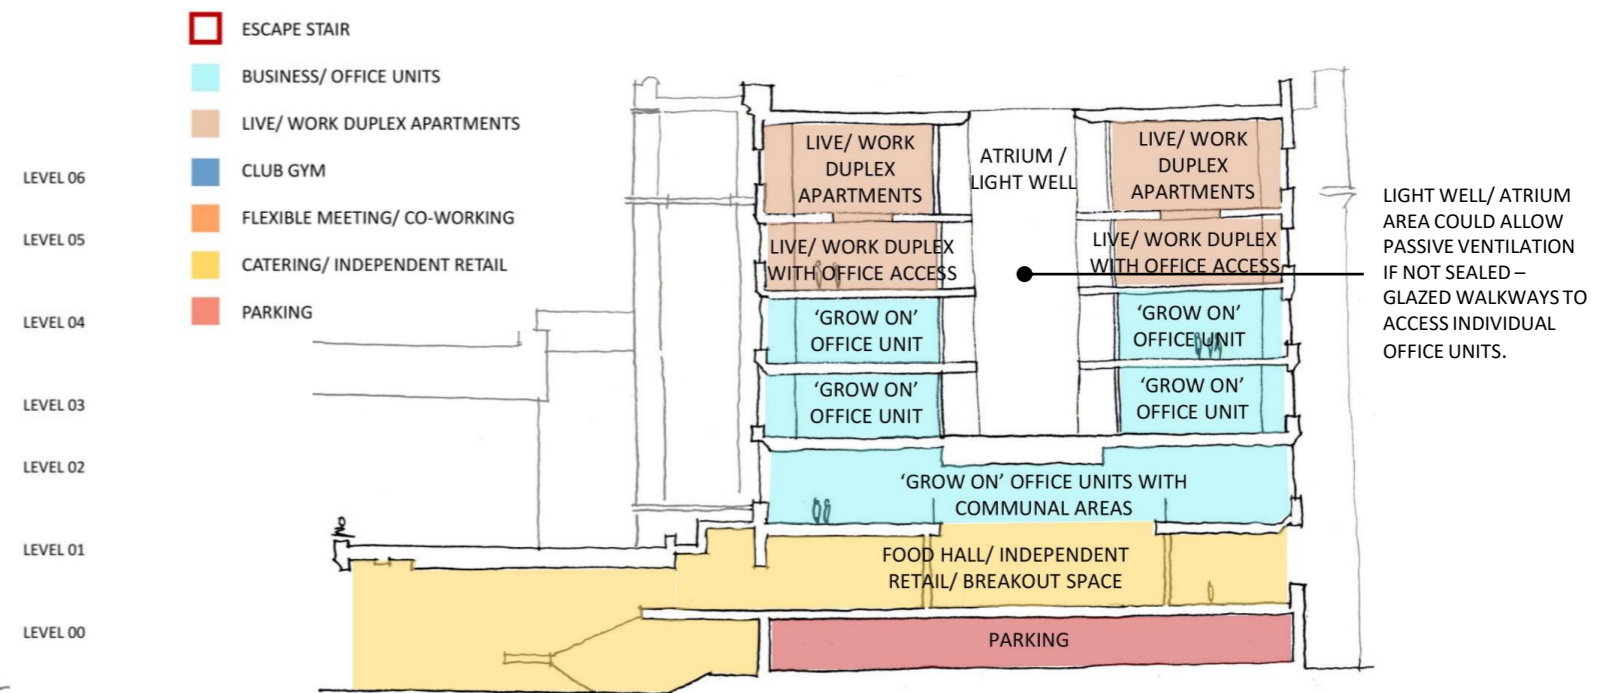 ESCAPE STAIR
BUSINESS/ OFFICE UNITS
LIVE/ WORK DUPLEX APARTMENTS
CLUB GYM
FLEXIBLE MEETING/ CO-WORKING
CATERING/ INDEPENDENT RETAIL
PARKING
LEVEL 06
LEVEL 05
LEVEL 04
LEVEL 03
LEVEL 02
LEVEL 01
LEVEL 00
LIVE/ WORK
DUPLEX
APARTMENTS
ATRIUM /
LIGHT WELL
LIVE/ WORK
DUPLEX
APARTMENTS
LIVE/ WORK DUPLEX
WITH OFFICE ACCESS
LIVE/ WORK DUPLEX
WITH OFFICE ACCESS
‘GROW ON’
OFFICE UNIT
‘GROW ON’
OFFICE UNIT
‘GROW ON’
OFFICE UNIT
‘GROW ON’
OFFICE UNIT
‘GROW ON’ OFFICE UNITS WITH
COMMUNAL AREAS
FOOD HALL/ INDEPENDENT
RETAIL/ BREAKOUT SPACE
PARKING
LIGHT WELL/ ATRIUM
AREA COULD ALLOW
PASSIVE VENTILATION
IF NOT SEALED –
GLAZED WALKWAYS TO
ACCESS INDIVIDUAL
OFFICE UNITS.